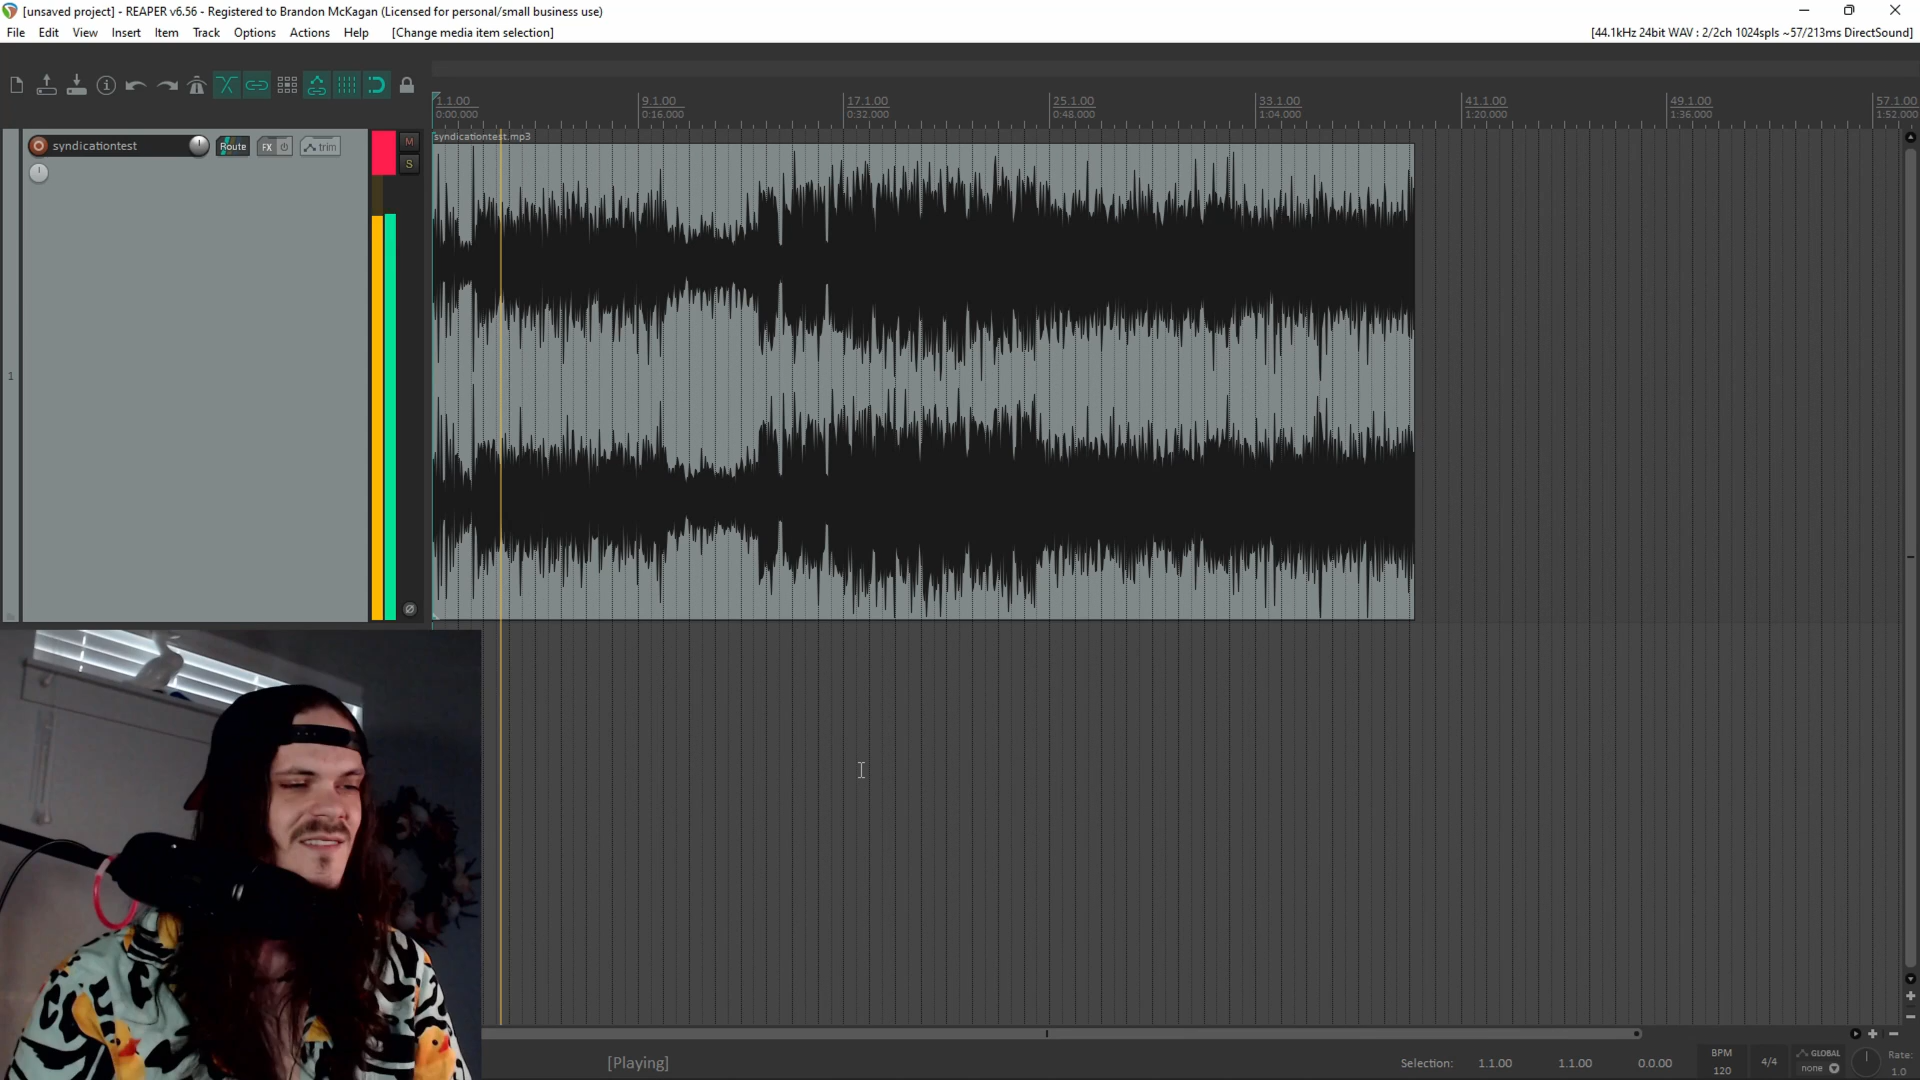 [unsaved project] - REAPER v6.56 - Registered to Brandon McKagan (Licensed for personal/small business use)
File Edit View Insert Item Track Options Actions Help [Change media item selection]
[44.1kHz 24bit WAV : 2/2ch 1024spls ~57/213ms DirectSound]
1.1.00 9.1.00 17.1.00 25.1.00 33.1.00 41.1.00 49.1.00 57.1.00
0:00.000 0:16.000 0:32.000 0:48.000 1:04.000 1:20.000 1:36.000 1:52.000
syndicationtest.mp3
syndicationtest Route FX trim M
S
1
[Playing]
Selection: 1.1.00 1.1.00 0.0.00
BPM
120
4/4
GLOBAL
none
Rate:
1.0